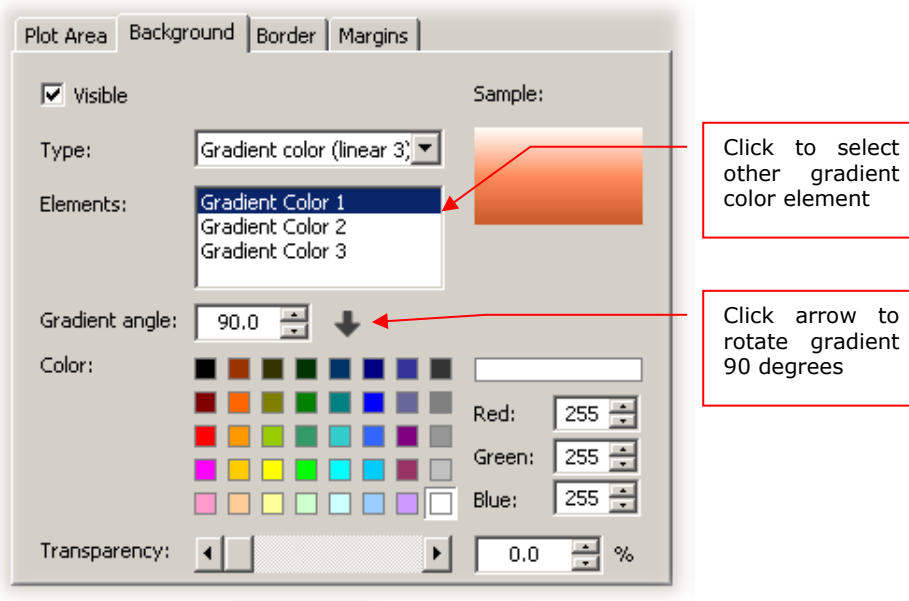 Plot Area Background Border Margins
Visible
Sample:
Type: Gradient color (linear 3)
Elements: Gradient Color 1
Gradient Color 2
Gradient Color 3
Gradient angle: 90.0
Color:
Red: 255
Green: 255
Blue: 255
Transparency: 0.0 %
Click to select
other gradient
color element
Click arrow to
rotate gradient
90 degrees